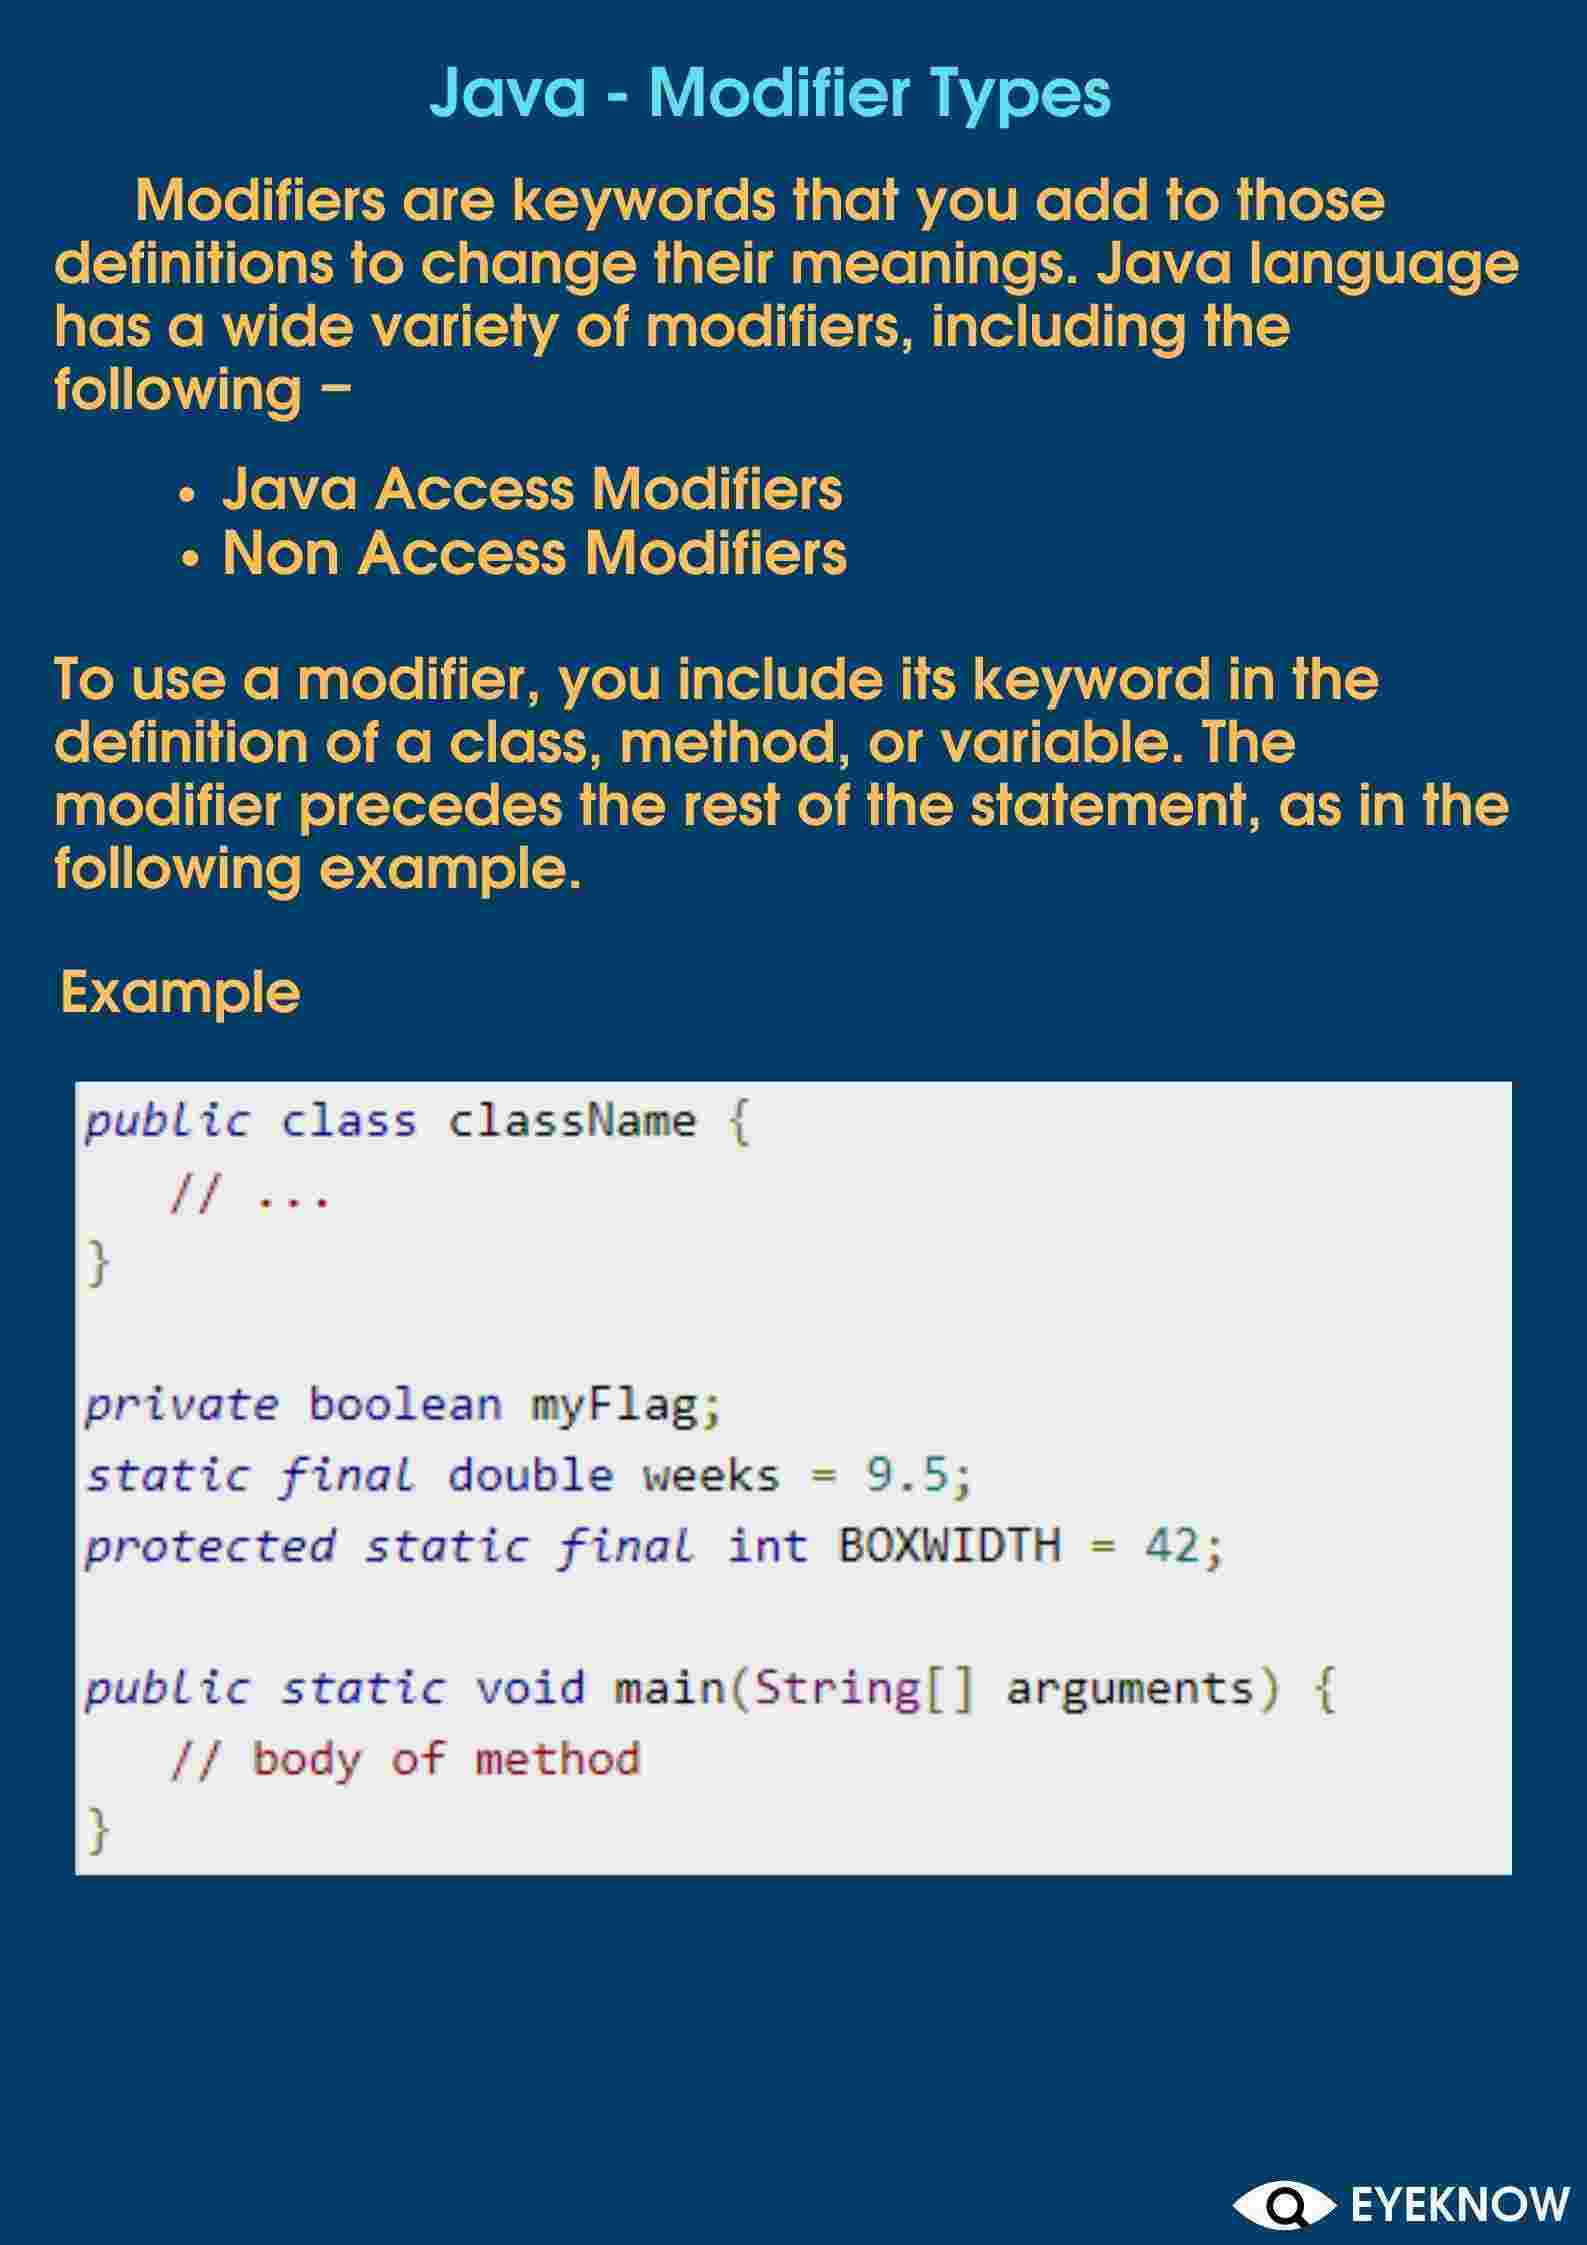 Java - Modifier Types
Modifiers are keywords that you add to those
definitions to change their meanings. Java language
has a wide variety of modifiers, including the
following –
• Java Access Modifiers
• Non Access Modifiers
To use a modifier, you include its keyword in the
definition of a class, method, or variable. The
modifier precedes the rest of the statement, as in the
following example.
Example
public class className {
   // ...
}
private boolean myFlag;
static final double weeks = 9.5;
protected static final int BOXWIDTH = 42;
public static void main(String[] arguments) {
   // body of method
}
EYEKNOW